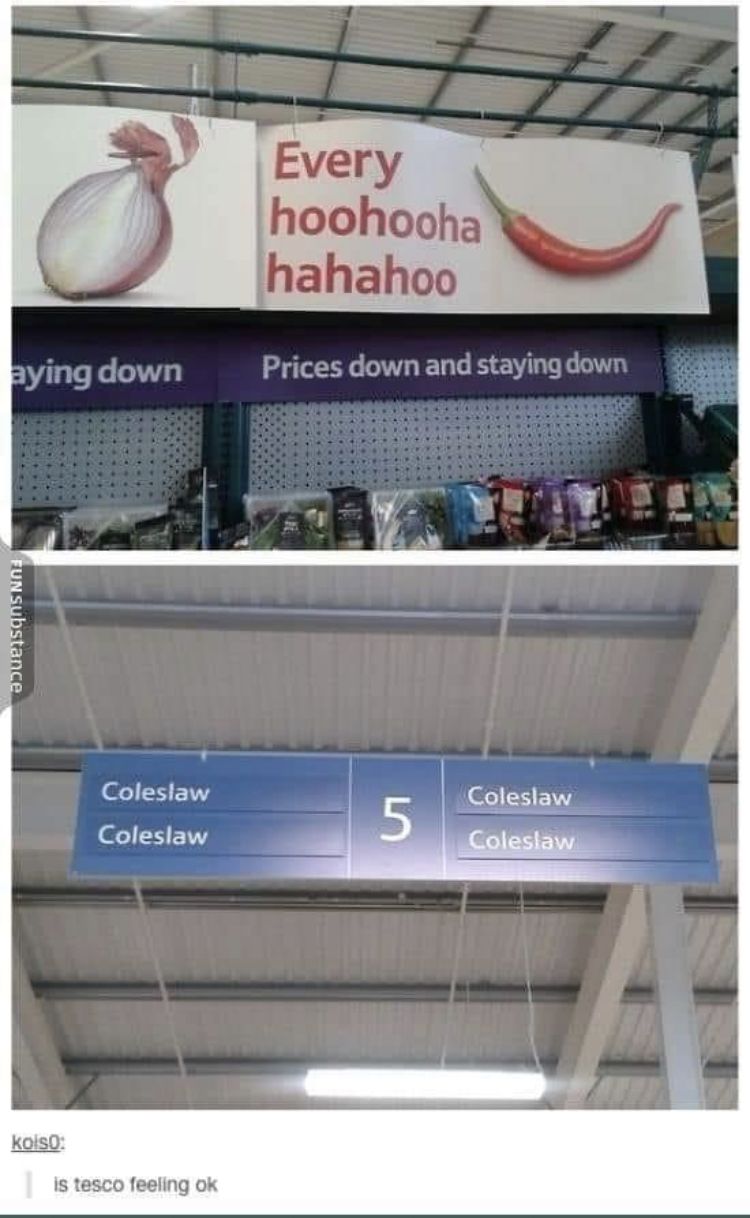 Every
hoohooha
hahahoo
aying down
Prices down and staying down
FUNsubstance
Coleslaw
Coleslaw
5
Coleslaw
Coleslaw
kois0:
is tesco feeling ok